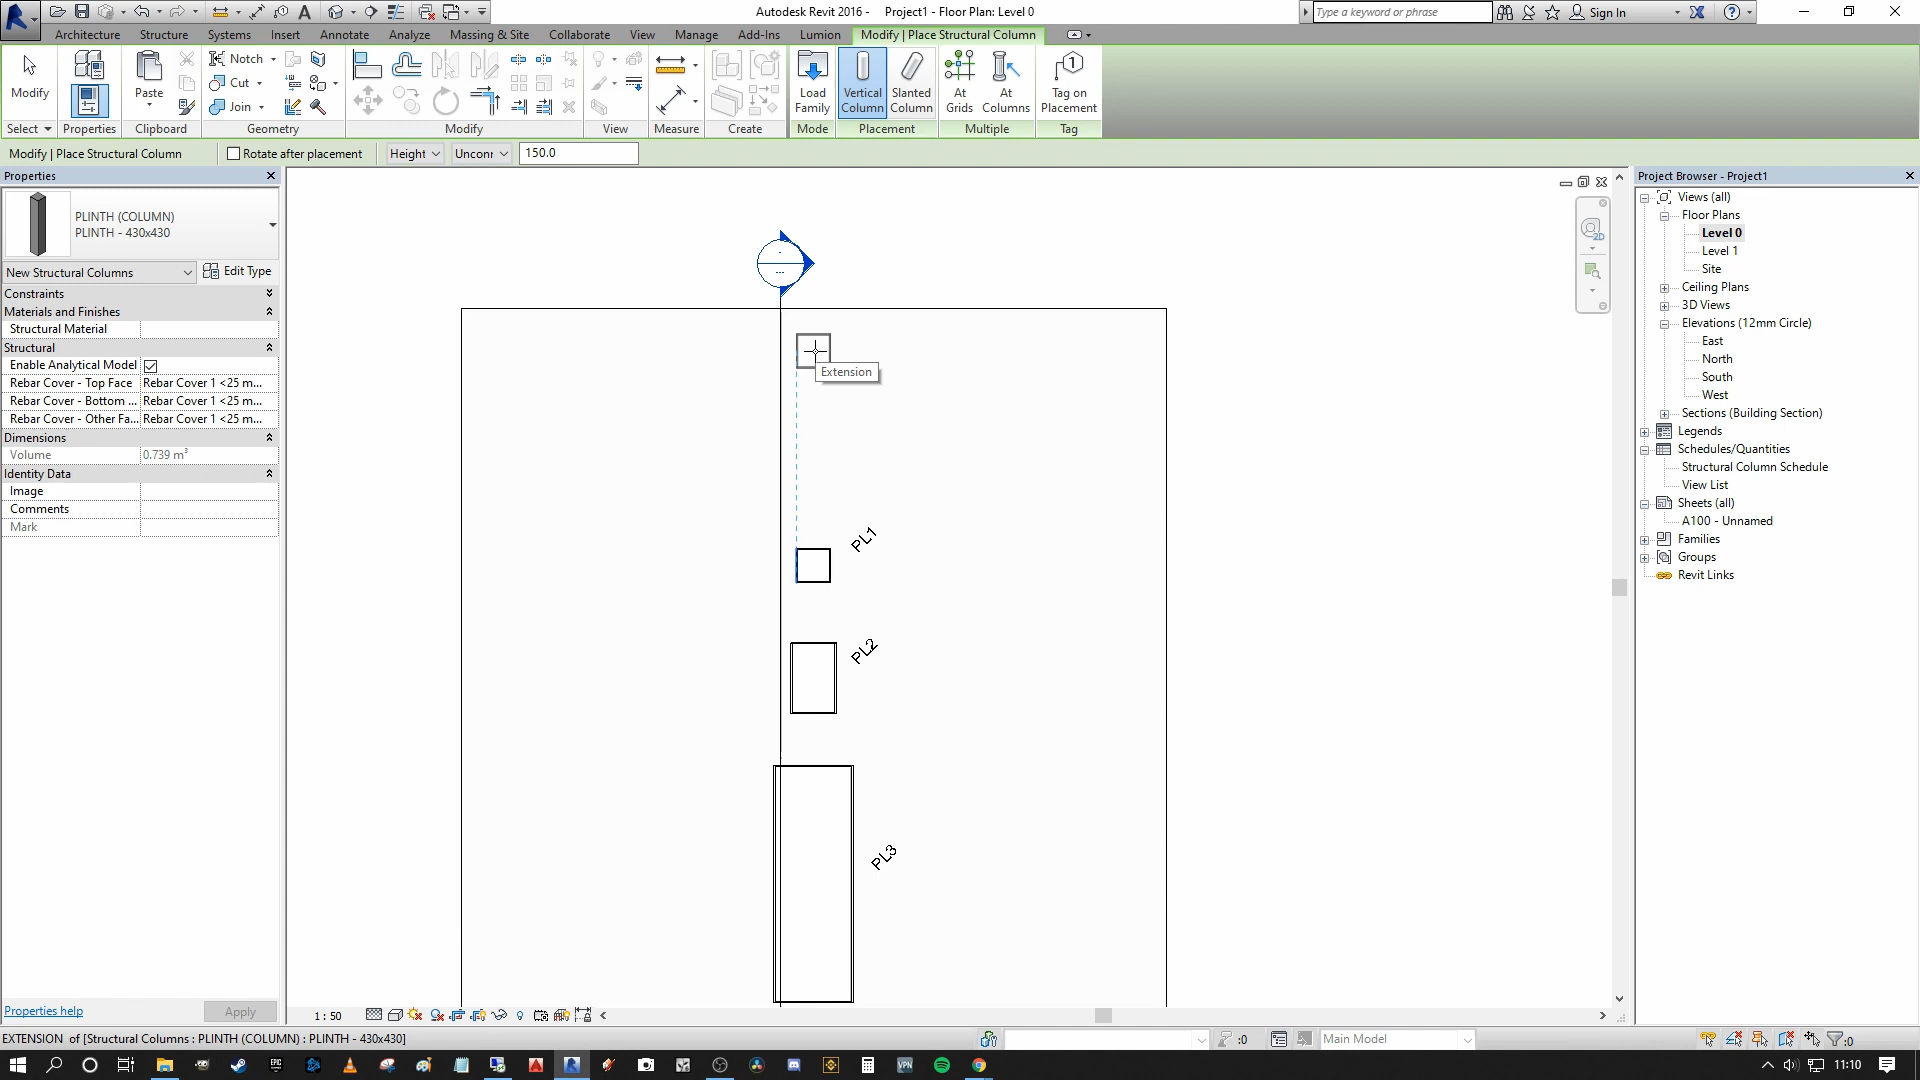 Autodesk Revit 2016 - Project1 - Floor Plan: Level 0
Type a keyword or phrase
Sign In
Architecture Structure Systems Insert Annotate Analyze Massing & Site Collaborate View Manage Add-Ins Lumion Modify | Place Structural Column
Modify
Paste
Notch
Cut
Join
Load Family
Vertical Column
Slanted Column
At Grids
At Columns
Tag on Placement
Select Properties Clipboard Geometry Modify View Measure Create Mode Placement Multiple Tag
Modify | Place Structural Column
Rotate after placement
Height
Unconr
150.0
Properties
PLINTH (COLUMN)
PLINTH - 430x430
New Structural Columns
Edit Type
Constraints
Materials and Finishes
Structural Material
Structural
Enable Analytical Model
Rebar Cover - Top Face Rebar Cover 1 <25 m...
Rebar Cover - Bottom ... Rebar Cover 1 <25 m...
Rebar Cover - Other Fa... Rebar Cover 1 <25 m...
Dimensions
Volume 0.739 m³
Identity Data
Image
Comments
Mark
Properties help
Apply
Extension
PL1
PL2
PL3
2D
Project Browser - Project1
Views (all)
Floor Plans
Level 0
Level 1
Site
Ceiling Plans
3D Views
Elevations (12mm Circle)
East
North
South
West
Sections (Building Section)
Legends
Schedules/Quantities
Structural Column Schedule
View List
Sheets (all)
A100 - Unnamed
Families
Groups
Revit Links
1 : 50
EXTENSION of [Structural Columns : PLINTH (COLUMN) : PLINTH - 430x430]
:0
Main Model
:0
11:10